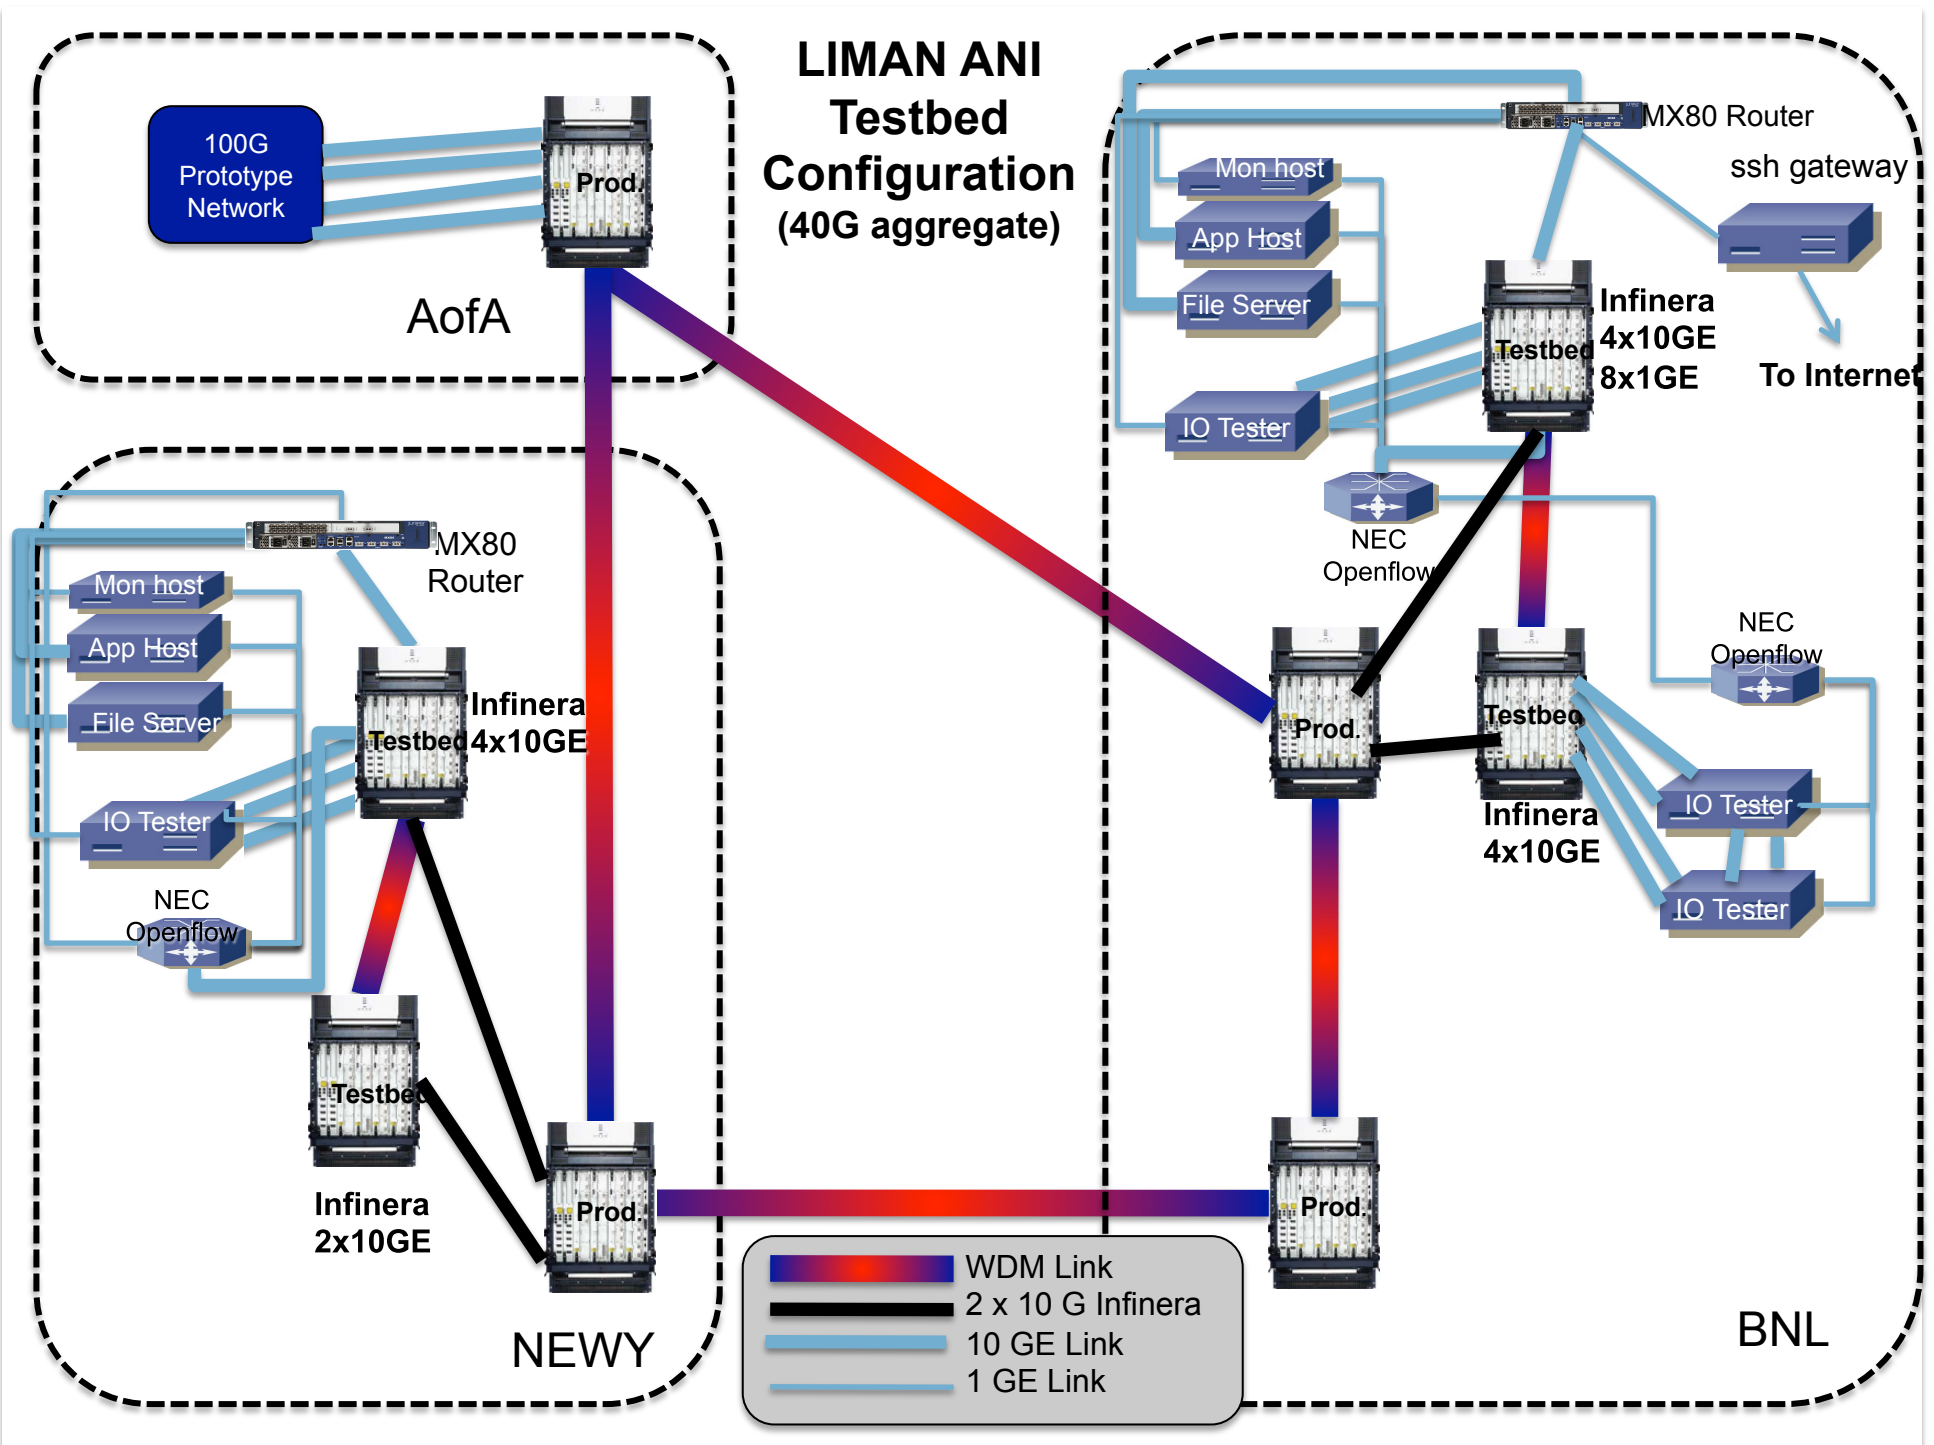 LIMAN ANI
Testbed
Configuration
(40G aggregate)
100G
Prototype
Network
Prod.
AofA
MX80 Router
ssh gateway
Mon host
App Host
File Server
IO Tester
Infinera
4x10GE
8x1GE
Testbed
To Internet
NEC
Openflow
NEC
Openflow
Prod.
Testbed
Infinera
4x10GE
IO Tester
IO Tester
Prod.
BNL
MX80
Router
Mon host
App Host
File Server
IO Tester
Infinera
4x10GE
Testbed
NEC
Openflow
Testbed
Infinera
2x10GE
Prod.
NEWY
WDM Link
2 x 10 G Infinera
10 GE Link
1 GE Link